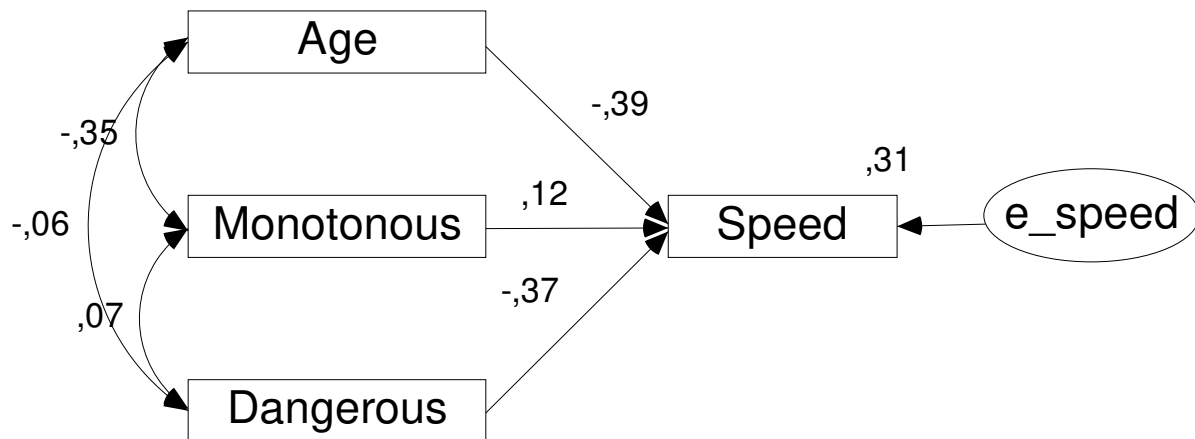 Age
-,35
-,39
,31
-,06
Monotonous
,12
Speed
e_speed
,07
-,37
Dangerous